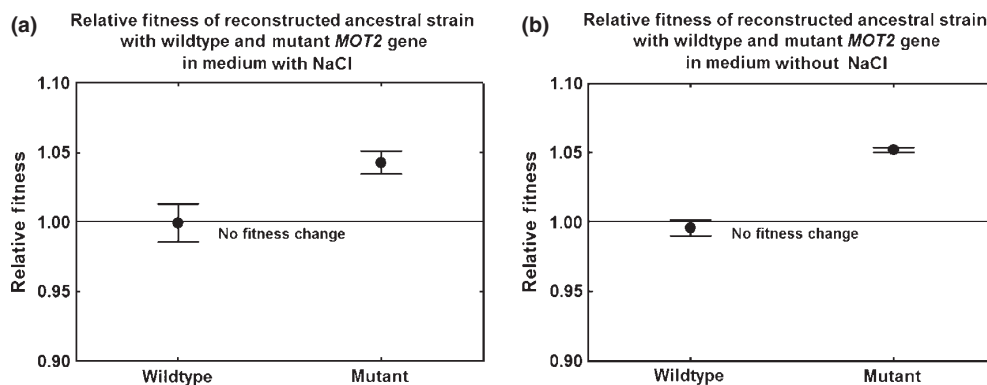 (a)
Relative fitness of reconstructed ancestral strain
with wildtype and mutant MOT2 gene
in medium with NaCl
Relative fitness
1.10
1.05
1.00
0.95
0.90
No fitness change
Wildtype
Mutant
(b)
Relative fitness of reconstructed ancestral strain
with wildtype and mutant MOT2 gene
in medium without NaCl
Relative fitness
1.10
1.05
1.00
0.95
0.90
No fitness change
Wildtype
Mutant